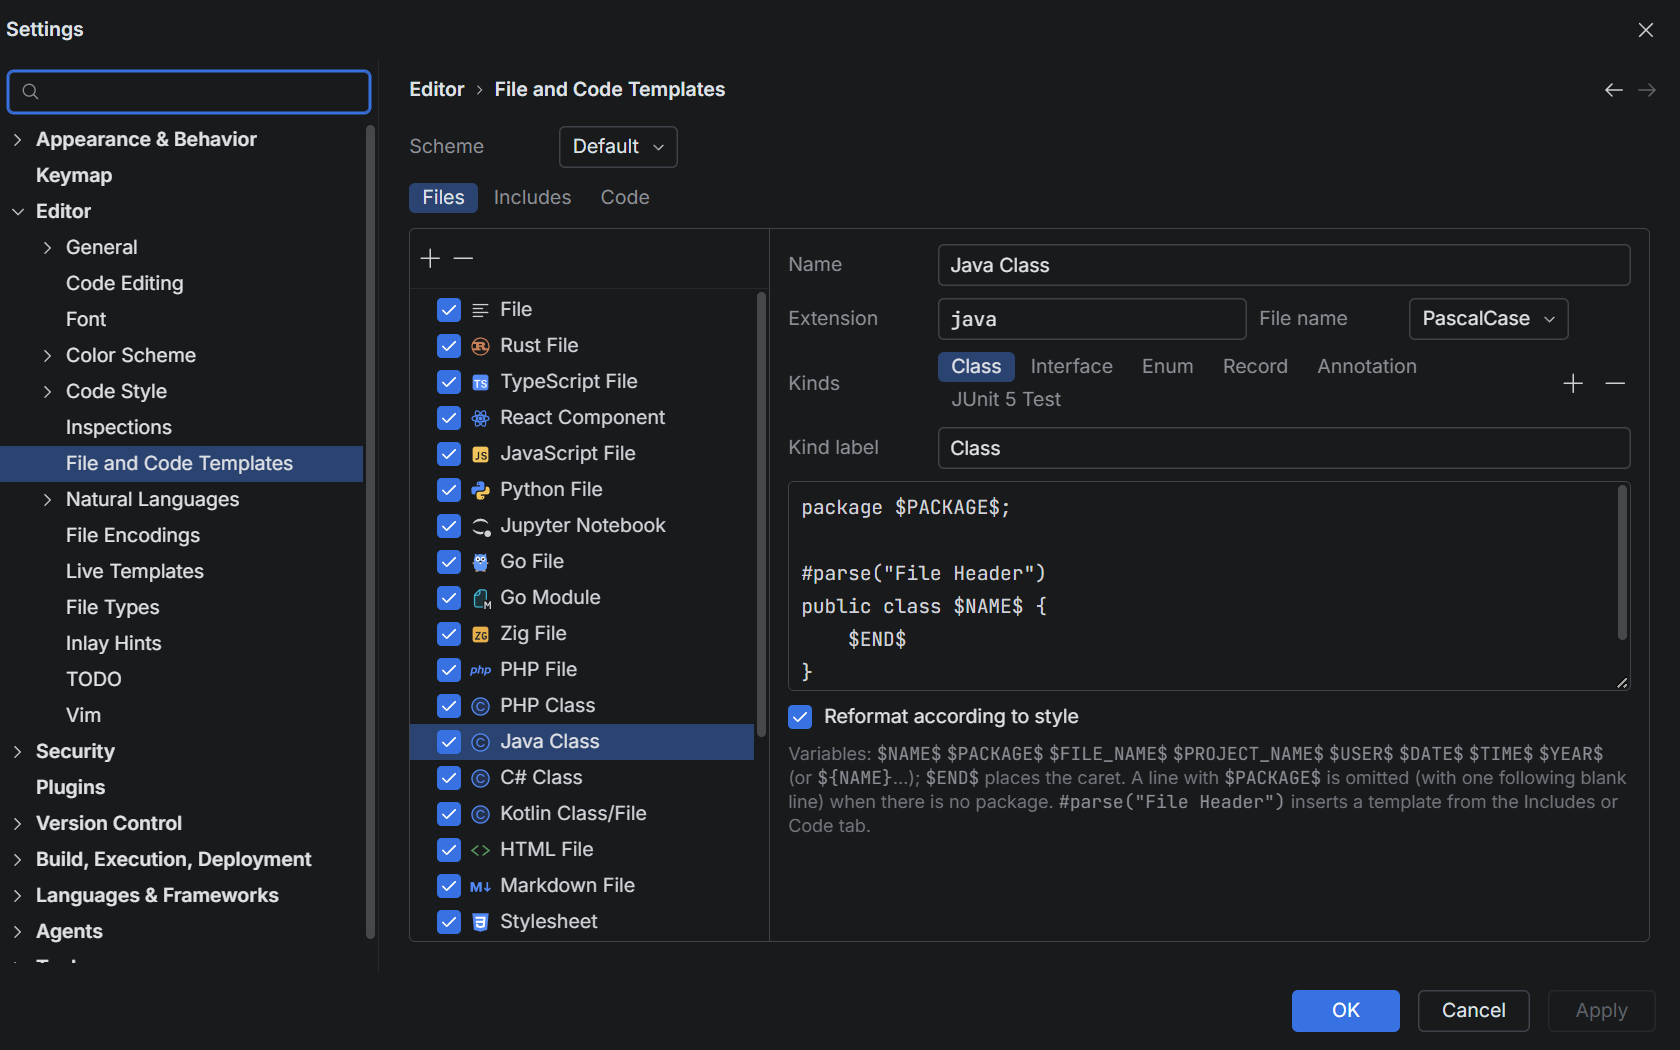 Settings
Appearance & Behavior
Keymap
Editor
General
Code Editing
Font
Color Scheme
Code Style
Inspections
File and Code Templates
Natural Languages
File Encodings
Live Templates
File Types
Inlay Hints
TODO
Vim
Security
Plugins
Version Control
Build, Execution, Deployment
Languages & Frameworks
Agents
Editor › File and Code Templates
Scheme Default
Files Includes Code
File
Rust File
TS TypeScript File
React Component
JS JavaScript File
Python File
Jupyter Notebook
Go File
M Go Module
ZG Zig File
php PHP File
C PHP Class
C Java Class
C C# Class
C Kotlin Class/File
<> HTML File
M↓ Markdown File
3 Stylesheet
Name Java Class
Extension java File name PascalCase
Kinds Class Interface Enum Record Annotation
JUnit 5 Test
Kind label Class
package $PACKAGE$;
#parse("File Header")
public class $NAME$ {
$END$
}
Reformat according to style
Variables: $NAME$ $PACKAGE$ $FILE_NAME$ $PROJECT_NAME$ $USER$ $DATE$ $TIME$ $YEAR$
(or ${NAME}…); $END$ places the caret. A line with $PACKAGE$ is omitted (with one following blank
line) when there is no package. #parse("File Header") inserts a template from the Includes or
Code tab.
OK Cancel Apply